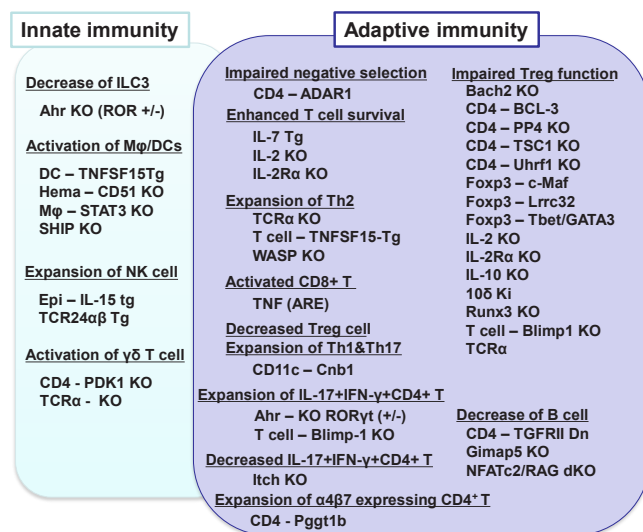 Innate immunity
Decrease of ILC3
Ahr KO (ROR +/-)
Activation of Mφ/DCs
DC – TNFSF15Tg
Hema – CD51 KO
Mφ – STAT3 KO
SHIP KO
Expansion of NK cell
Epi – IL-15 tg
TCR24αβ Tg
Activation of γδ T cell
CD4 - PDK1 KO
TCRα - KO
Adaptive immunity
Impaired negative selection
CD4 – ADAR1
Enhanced T cell survival
IL-7 Tg
IL-2 KO
IL-2Rα KO
Expansion of Th2
TCRα KO
T cell – TNFSF15-Tg
WASP KO
Activated CD8+ T
TNF (ARE)
Decreased Treg cell
Expansion of Th1&Th17
CD11c – Cnb1
Expansion of IL-17+IFN-γ+CD4+ T
Ahr – KO RORγt (+/-)
T cell – Blimp-1 KO
Decreased IL-17+IFN-γ+CD4+ T
Itch KO
Expansion of α4β7 expressing CD4⁺ T
CD4 - Pggt1b
Impaired Treg function
Bach2 KO
CD4 – BCL-3
CD4 – PP4 KO
CD4 – TSC1 KO
CD4 – Uhrf1 KO
Foxp3 – c-Maf
Foxp3 – Lrrc32
Foxp3 – Tbet/GATA3
IL-2 KO
IL-2Rα KO
IL-10 KO
10δ Ki
Runx3 KO
T cell – Blimp1 KO
TCRα
Decrease of B cell
CD4 – TGFRII Dn
Gimap5 KO
NFATc2/RAG dKO